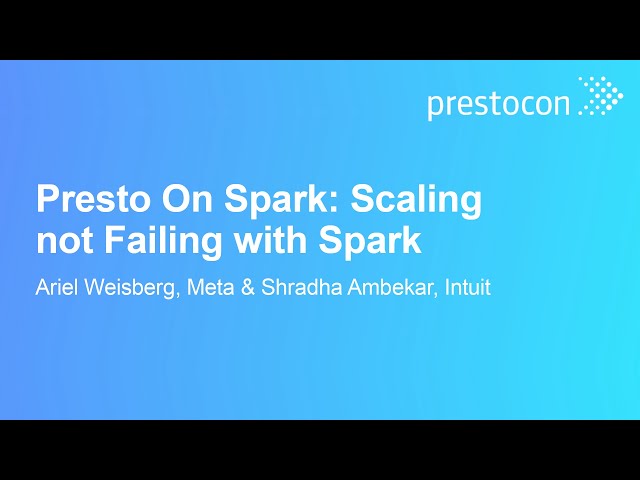 prestocon
Presto On Spark: Scaling
not Failing with Spark
Ariel Weisberg, Meta & Shradha Ambekar, Intuit